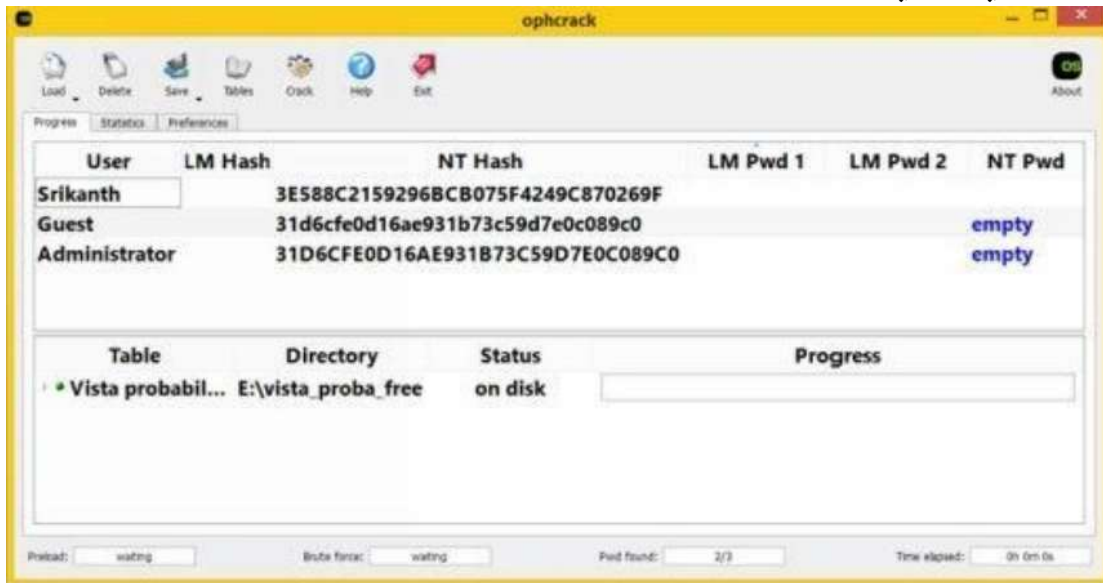 ophcrack
Load Delete Save Tables Crack Help Exit
OS
About
Progress Statistics Preferences
User LM Hash NT Hash LM Pwd 1 LM Pwd 2 NT Pwd
Srikanth 3E588C2159296BCB075F4249C870269F
Guest 31d6cfe0d16ae931b73c59d7e0c089c0 empty
Administrator 31D6CFE0D16AE931B73C59D7E0C089C0 empty
Table Directory Status Progress
Vista probabil... E:\vista_proba_free on disk
Preload: waiting Brute force: waiting Pwd found: 2/3 Time elapsed: 0h 0m 0s